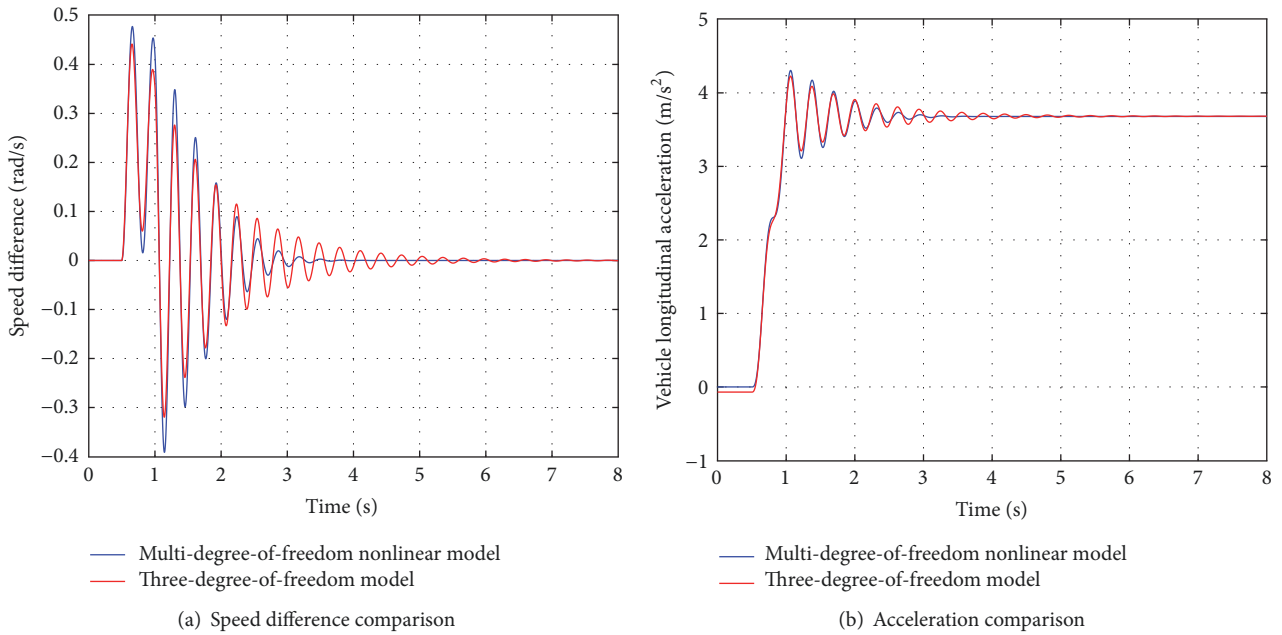 0.5
0.4
0.3
0.2
0.1
0
−0.1
−0.2
−0.3
−0.4
Speed difference (rad/s)
0 1 2 3 4 5 6 7 8
Time (s)
Multi-degree-of-freedom nonlinear model
Three-degree-of-freedom model
(a) Speed difference comparison
5
4
3
2
1
0
−1
Vehicle longitudinal acceleration (m/s²)
0 1 2 3 4 5 6 7 8
Time (s)
Multi-degree-of-freedom nonlinear model
Three-degree-of-freedom model
(b) Acceleration comparison